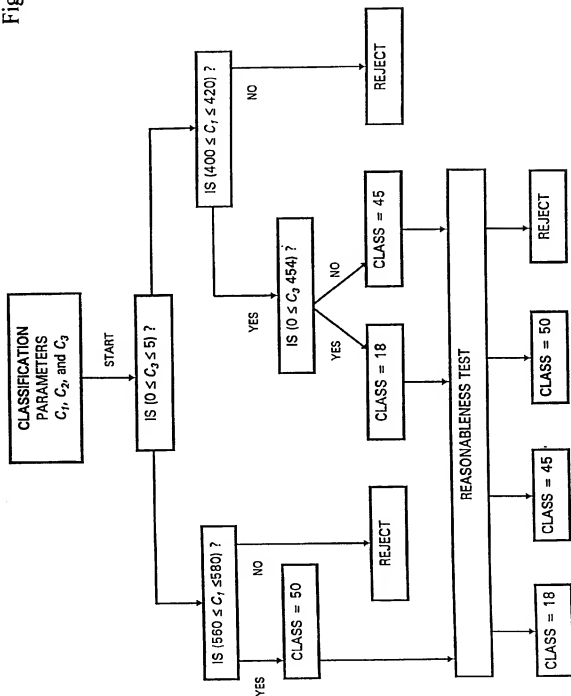 Fig
CLASSIFICATION
PARAMETERS
C₁, C₂, and C₃
START
IS (0 ≤ C₃ ≤ 5) ?
IS (560 ≤ C₁ ≤580) ?
IS (400 ≤ C₁ ≤ 420) ?
YES
NO
YES
NO
CLASS = 50
REJECT
IS (0 ≤ C₃ 454) ?
REJECT
YES
NO
CLASS = 18
CLASS = 45
REASONABLENESS TEST
CLASS = 18
CLASS = 45
CLASS = 50
REJECT